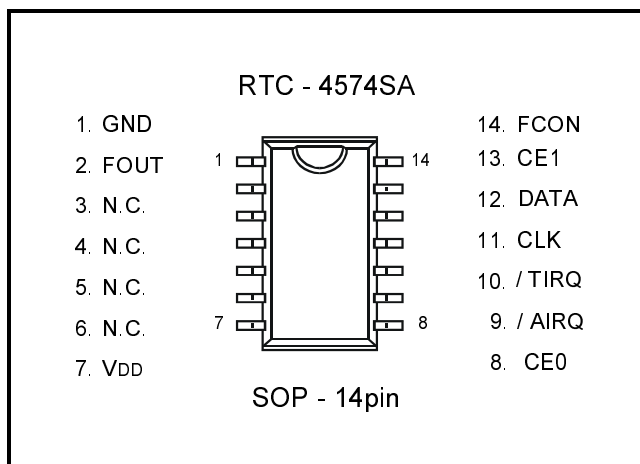 RTC - 4574SA
1. GND
2. FOUT
3. N.C.
4. N.C.
5. N.C.
6. N.C.
7. VDD
1
7
14
8
14. FCON
13. CE1
12. DATA
11. CLK
10. / TIRQ
9. / AIRQ
8. CE0
SOP - 14pin